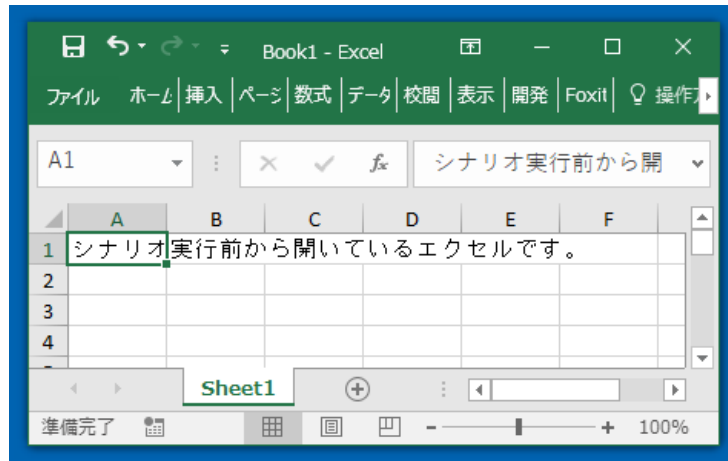 Book1 - Excel
ファイル ホーム 挿入 ページ 数式 データ 校閲 表示 開発 Foxit 操作
A1 fx シナリオ実行前から開
A B C D E F
1 シナリオ実行前から開いているエクセルです。
2
3
4
Sheet1
準備完了 100%